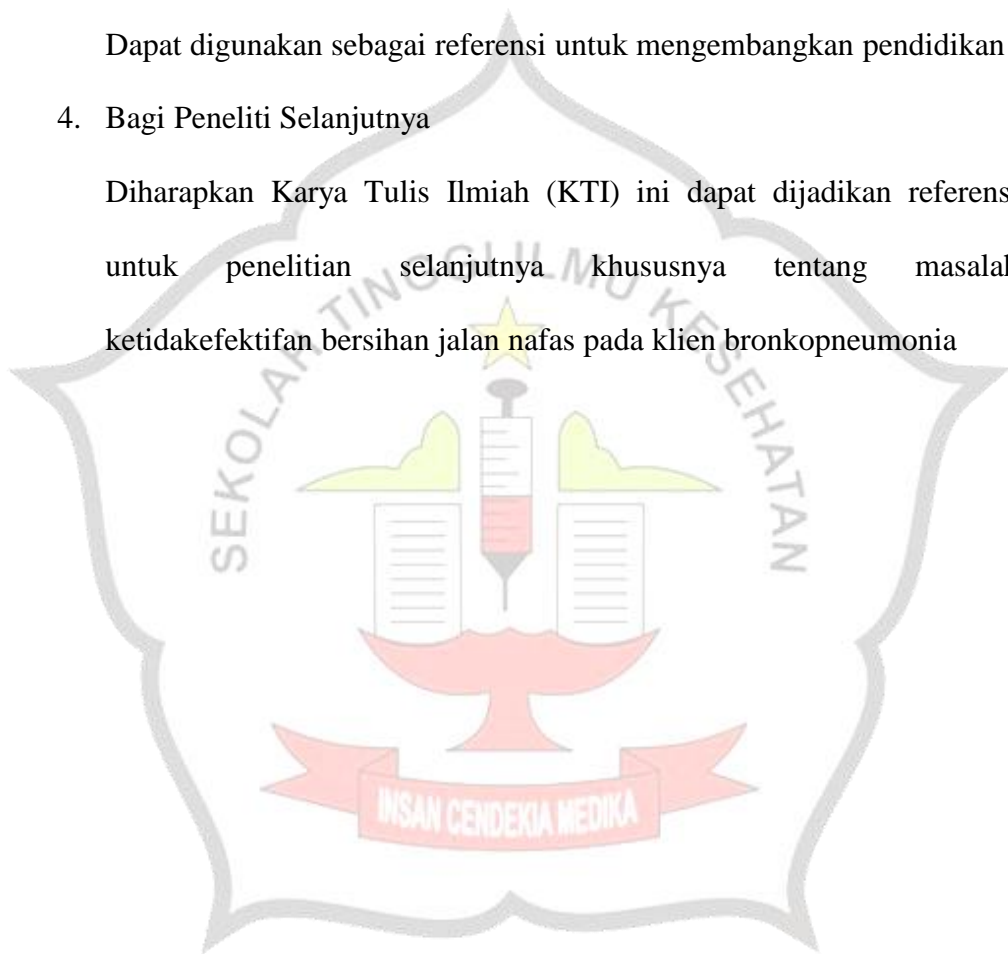 Dapat digunakan sebagai referensi untuk mengembangkan pendidikan
4. Bagi Peneliti Selanjutnya
Diharapkan Karya Tulis Ilmiah (KTI) ini dapat dijadikan referens
untuk penelitian selanjutnya khususnya tentang masalah
ketidakefektifan bersihan jalan nafas pada klien bronkopneumonia
SEKOLAH TINGGI ILMU KESEHATAN
INSAN CENDEKIA MEDIKA